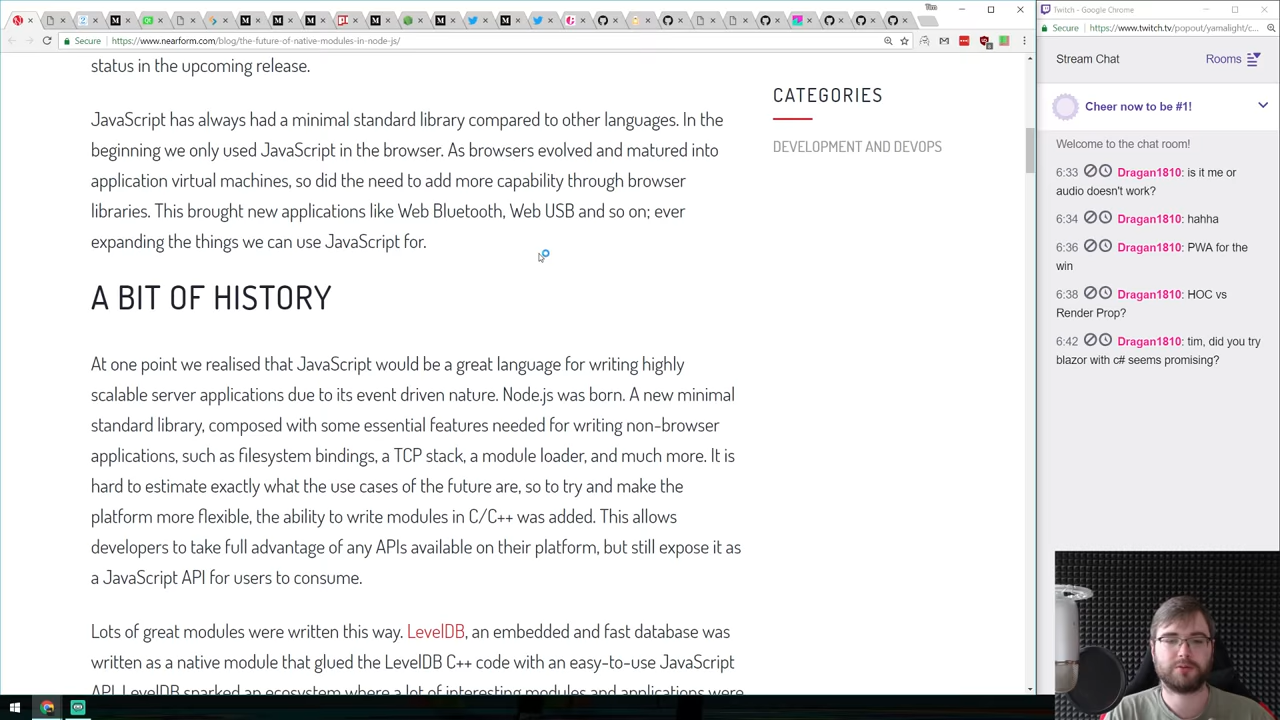 Tim
Secure
https://www.nearform.com/blog/the-future-of-native-modules-in-node-js/
status in the upcoming release.
JavaScript has always had a minimal standard library compared to other languages. In the
beginning we only used JavaScript in the browser. As browsers evolved and matured into
application virtual machines, so did the need to add more capability through browser
libraries. This brought new applications like Web Bluetooth, Web USB and so on; ever
expanding the things we can use JavaScript for.
A BIT OF HISTORY
At one point we realised that JavaScript would be a great language for writing highly
scalable server applications due to its event driven nature. Node.js was born. A new minimal
standard library, composed with some essential features needed for writing non-browser
applications, such as filesystem bindings, a TCP stack, a module loader, and much more. It is
hard to estimate exactly what the use cases of the future are, so to try and make the
platform more flexible, the ability to write modules in C/C++ was added. This allows
developers to take full advantage of any APIs available on their platform, but still expose it as
a JavaScript API for users to consume.
Lots of great modules were written this way. LevelDB, an embedded and fast database was
written as a native module that glued the LevelDB C++ code with an easy-to-use JavaScript
API. LevelDB sparked an ecosystem where a lot of interesting modules and applications were
CATEGORIES
DEVELOPMENT AND DEVOPS
Twitch - Google Chrome
Secure
https://www.twitch.tv/popout/yamalight/c...
Stream Chat
Rooms
Cheer now to be #1!
Welcome to the chat room!
6:33 Dragan1810: is it me or
audio doesn't work?
6:34 Dragan1810: hahha
6:36 Dragan1810: PWA for the
win
6:38 Dragan1810: HOC vs
Render Prop?
6:42 Dragan1810: tim, did you try
blazor with c# seems promising?